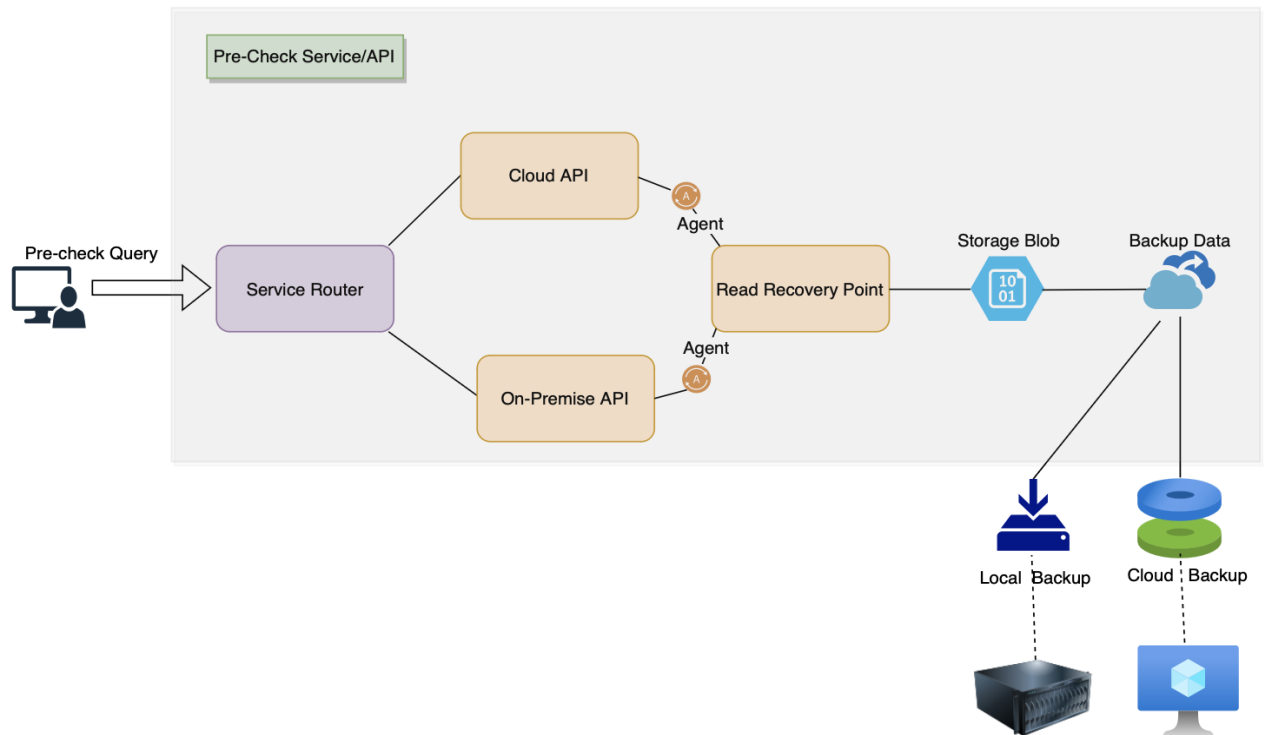 Pre-Check Service/API
Cloud API
A
Agent
Pre-check Query
Service Router
Read Recovery Point
Storage Blob
10
01
Backup Data
Agent
A
On-Premise API
Local Backup
Cloud Backup